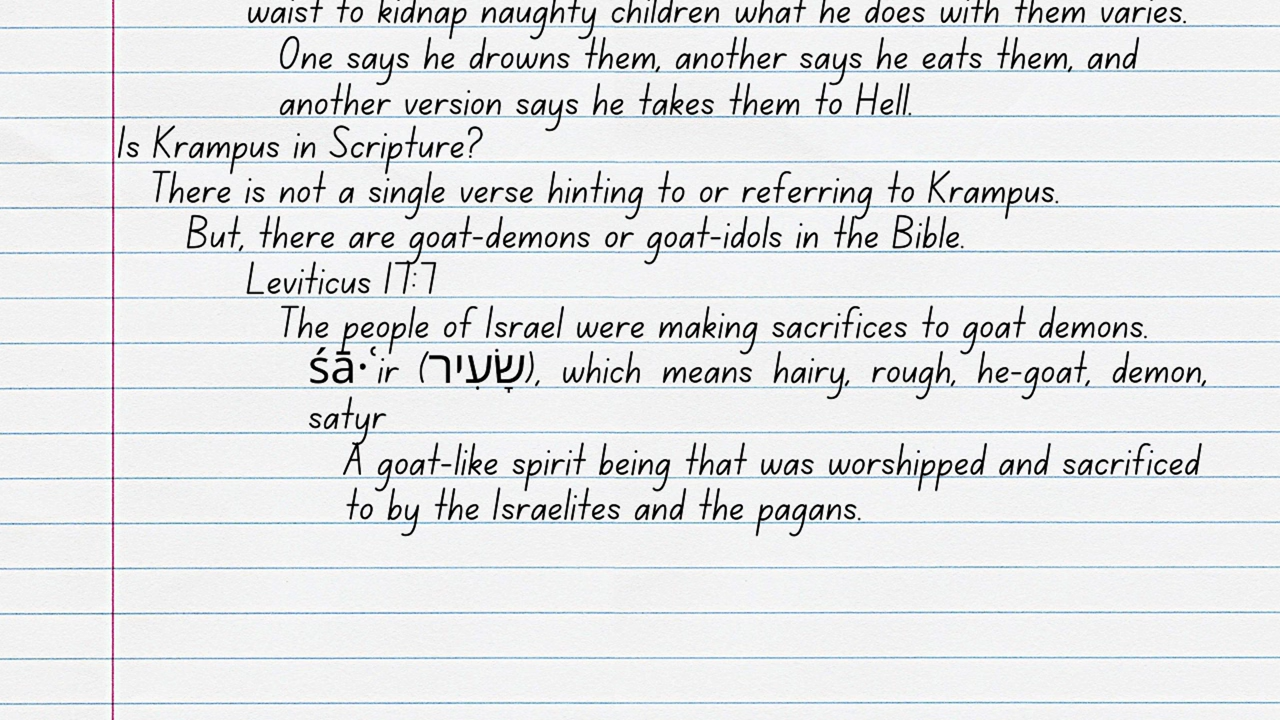 waist to kidnap naughty children what he does with them varies.
One says he drowns them, another says he eats them, and
another version says he takes them to Hell.
Is Krampus in Scripture?
There is not a single verse hinting to or referring to Krampus.
But, there are goat-demons or goat-idols in the Bible.
Leviticus 17:7
The people of Israel were making sacrifices to goat demons.
śā·ʿir (שָׂעִיר), which means hairy, rough, he-goat, demon,
satyr
A goat-like spirit being that was worshipped and sacrificed
to by the Israelites and the pagans.